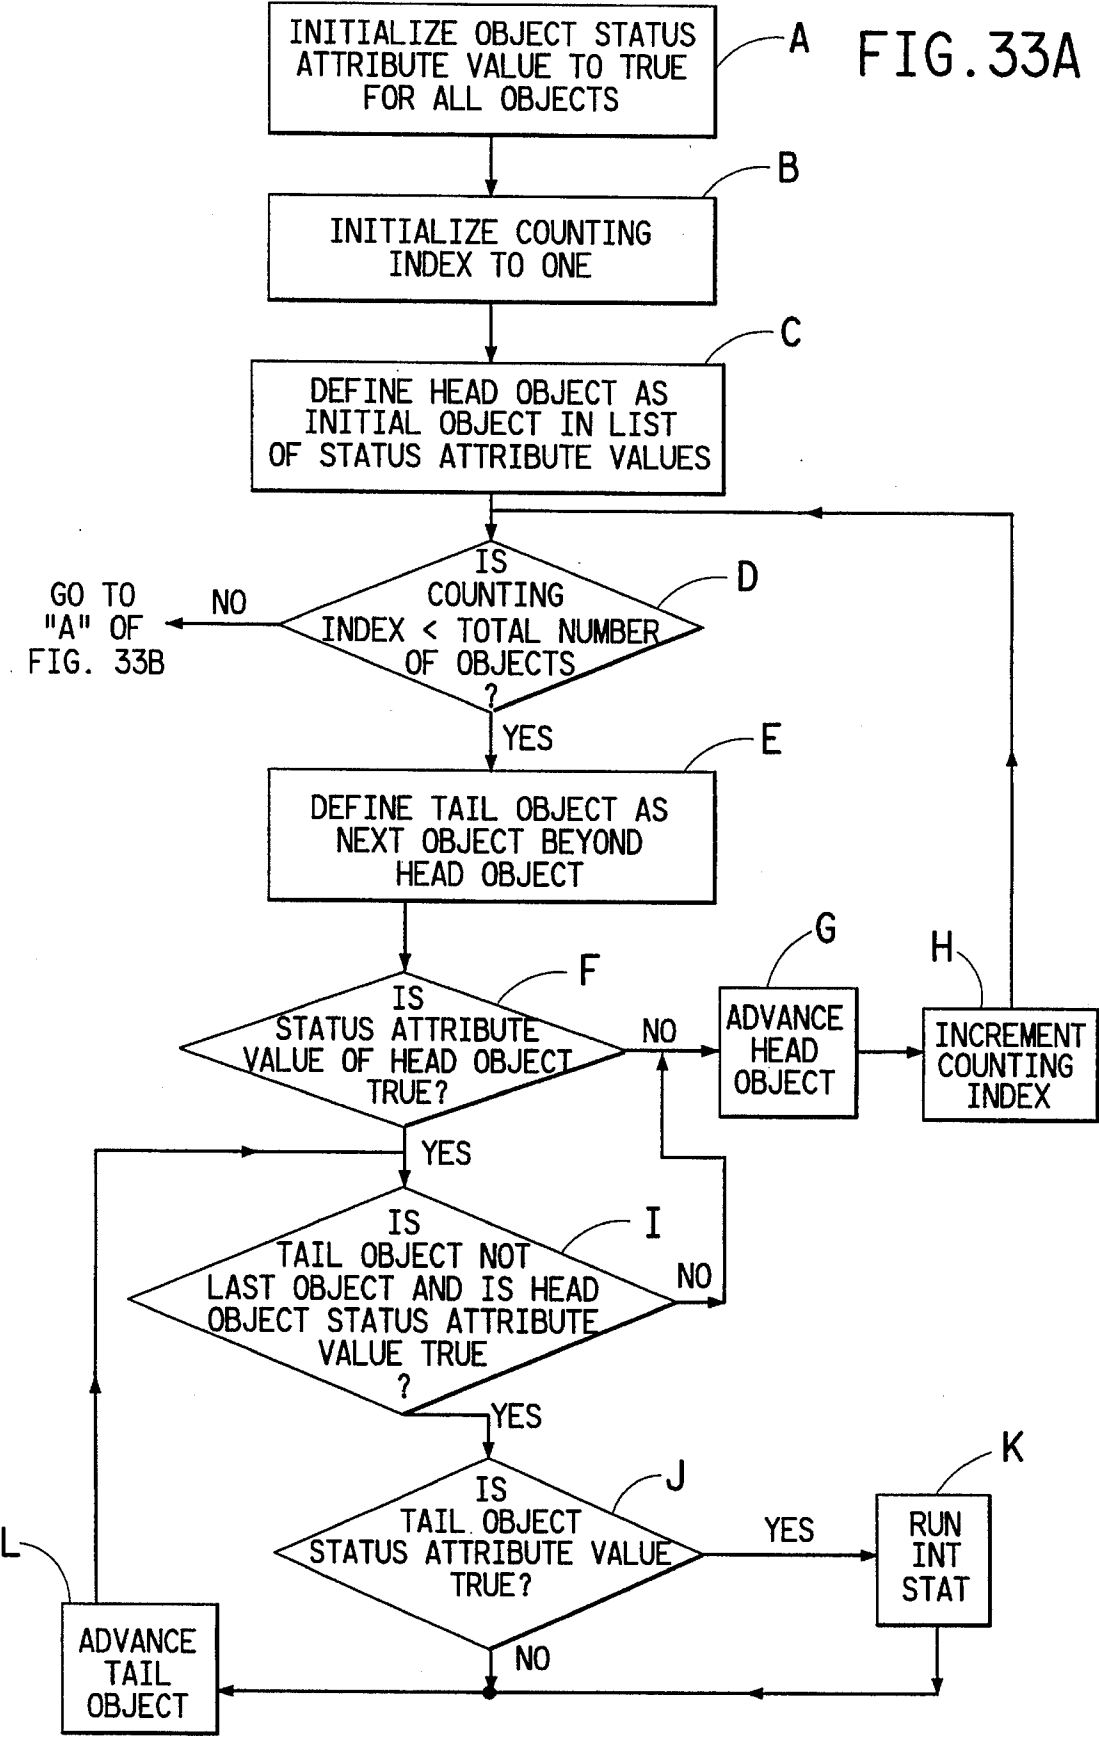 FIG.33A
INITIALIZE OBJECT STATUS
ATTRIBUTE VALUE TO TRUE
FOR ALL OBJECTS
A
B
INITIALIZE COUNTING
INDEX TO ONE
C
DEFINE HEAD OBJECT AS
INITIAL OBJECT IN LIST
OF STATUS ATTRIBUTE VALUES
IS
COUNTING
INDEX < TOTAL NUMBER
OF OBJECTS
?
D
NO
GO TO
"A" OF
FIG. 33B
YES
E
DEFINE TAIL OBJECT AS
NEXT OBJECT BEYOND
HEAD OBJECT
F
IS
STATUS ATTRIBUTE
VALUE OF HEAD OBJECT
TRUE?
NO
G
ADVANCE
HEAD
OBJECT
H
INCREMENT
COUNTING
INDEX
YES
I
IS
TAIL OBJECT NOT
LAST OBJECT AND IS HEAD
OBJECT STATUS ATTRIBUTE
VALUE TRUE
?
NO
YES
J
IS
TAIL OBJECT
STATUS ATTRIBUTE VALUE
TRUE?
YES
K
RUN
INT
STAT
NO
L
ADVANCE
TAIL
OBJECT